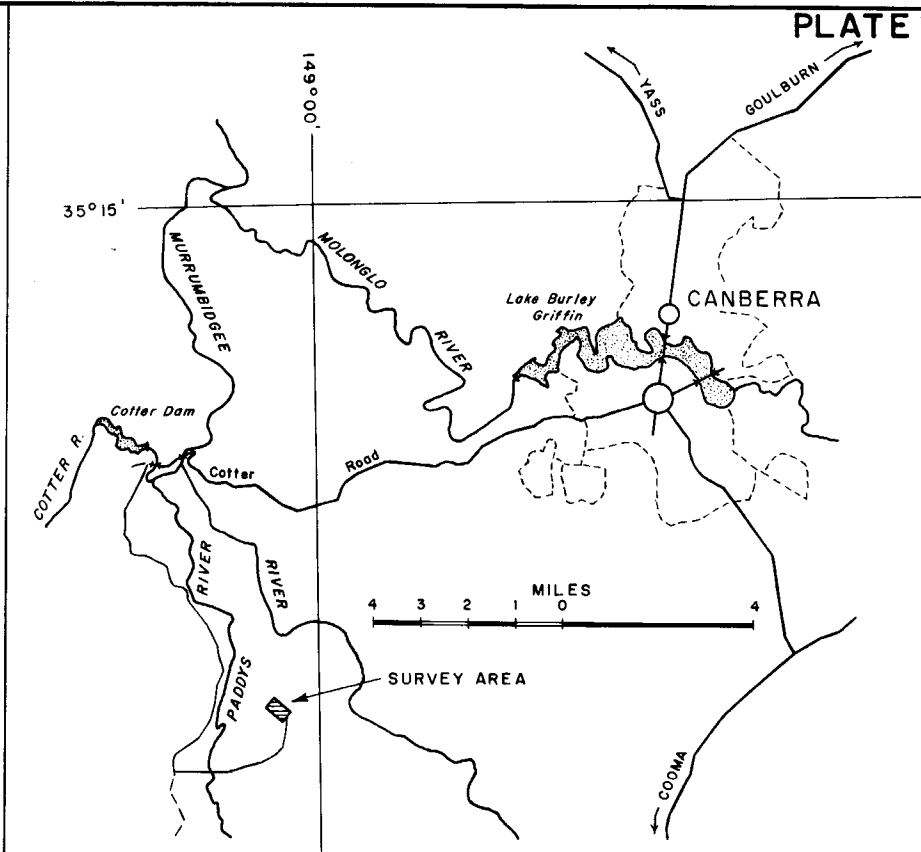 PLATE
149°00'
YASS
GOULBURN
35°15'
MURRUMBIDGEE
MOLONGLO
RIVER
Lake Burley
Griffin
CANBERRA
Cotter Dam
COTTER R.
Cotter
Road
RIVER
RIVER
MILES
4 3 2 1 0 4
PADDYS
SURVEY AREA
COOMA